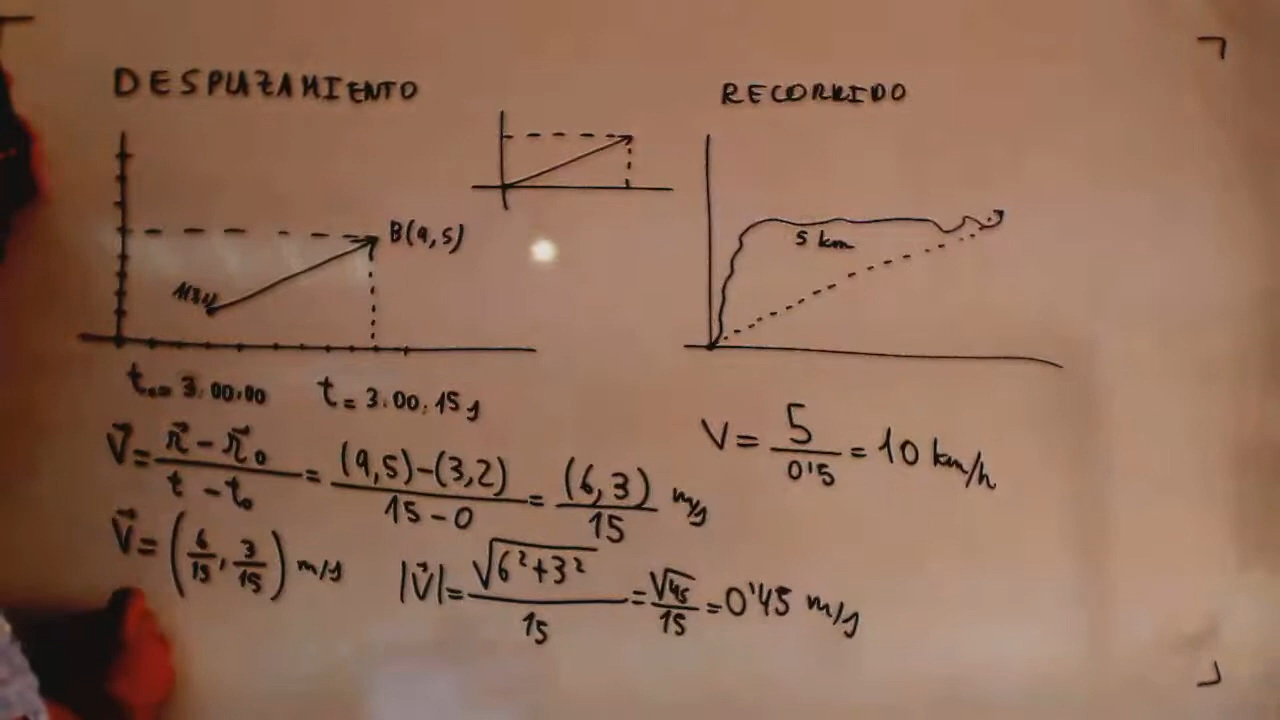 DESPLAZAMIENTO
B(9,5)
t₀= 3.00.00 t = 3.00.15 s
V⃗ = (r⃗ - r⃗₀)/(t - t₀) = ((9,5)-(3,2))/(15-0) = (6,3)/15 m/s
V⃗ = (6/15, 3/15) m/s |V⃗| = √(6²+3²)/15 = √45/15 = 0'45 m/s
RECORRIDO
5 km
V = 5/0'5 = 10 km/h